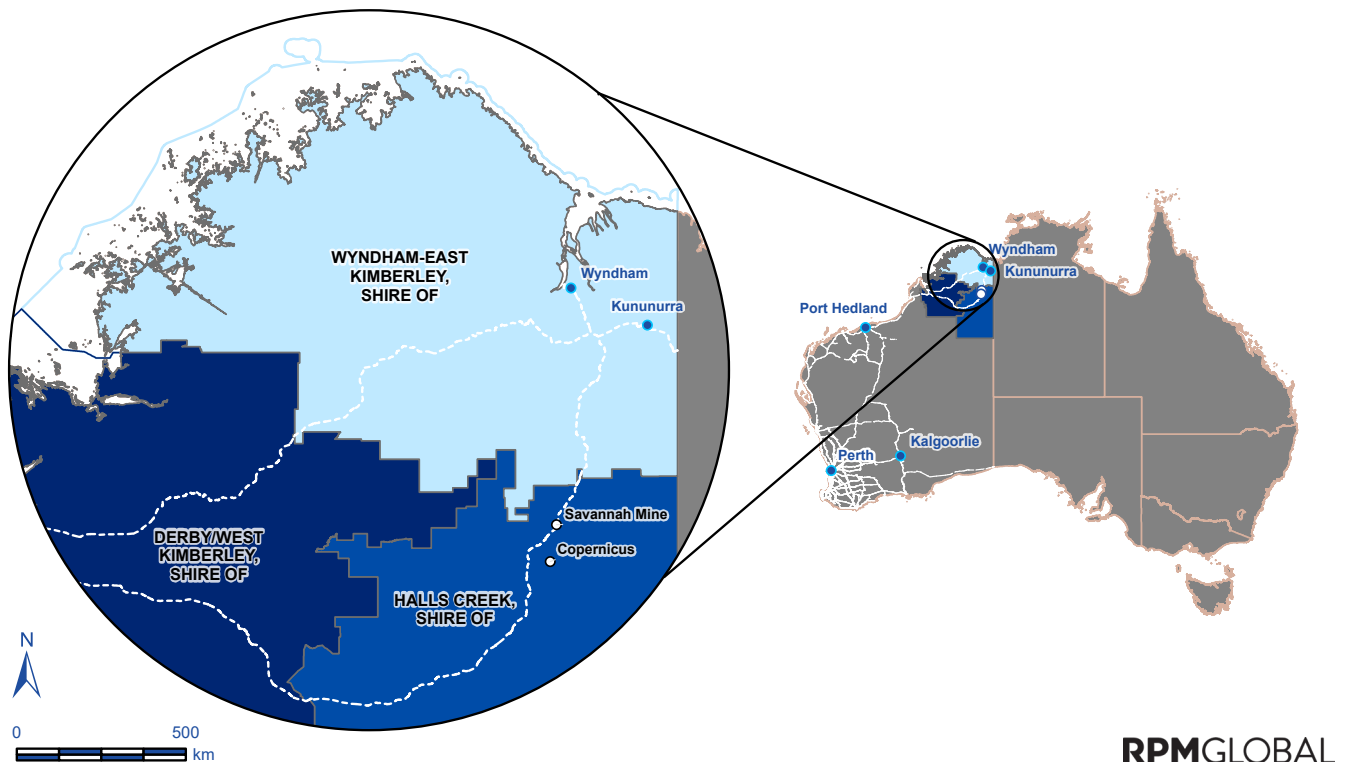 WYNDHAM-EAST
KIMBERLEY,
SHIRE OF
Wyndham
Kununurra
Savannah Mine
Copernicus
DERBY/WEST
KIMBERLEY,
SHIRE OF
HALLS CREEK,
SHIRE OF
N
0 500
km
Wyndham
Kununurra
Port Hedland
Kalgoorlie
Perth
RPMGLOBAL